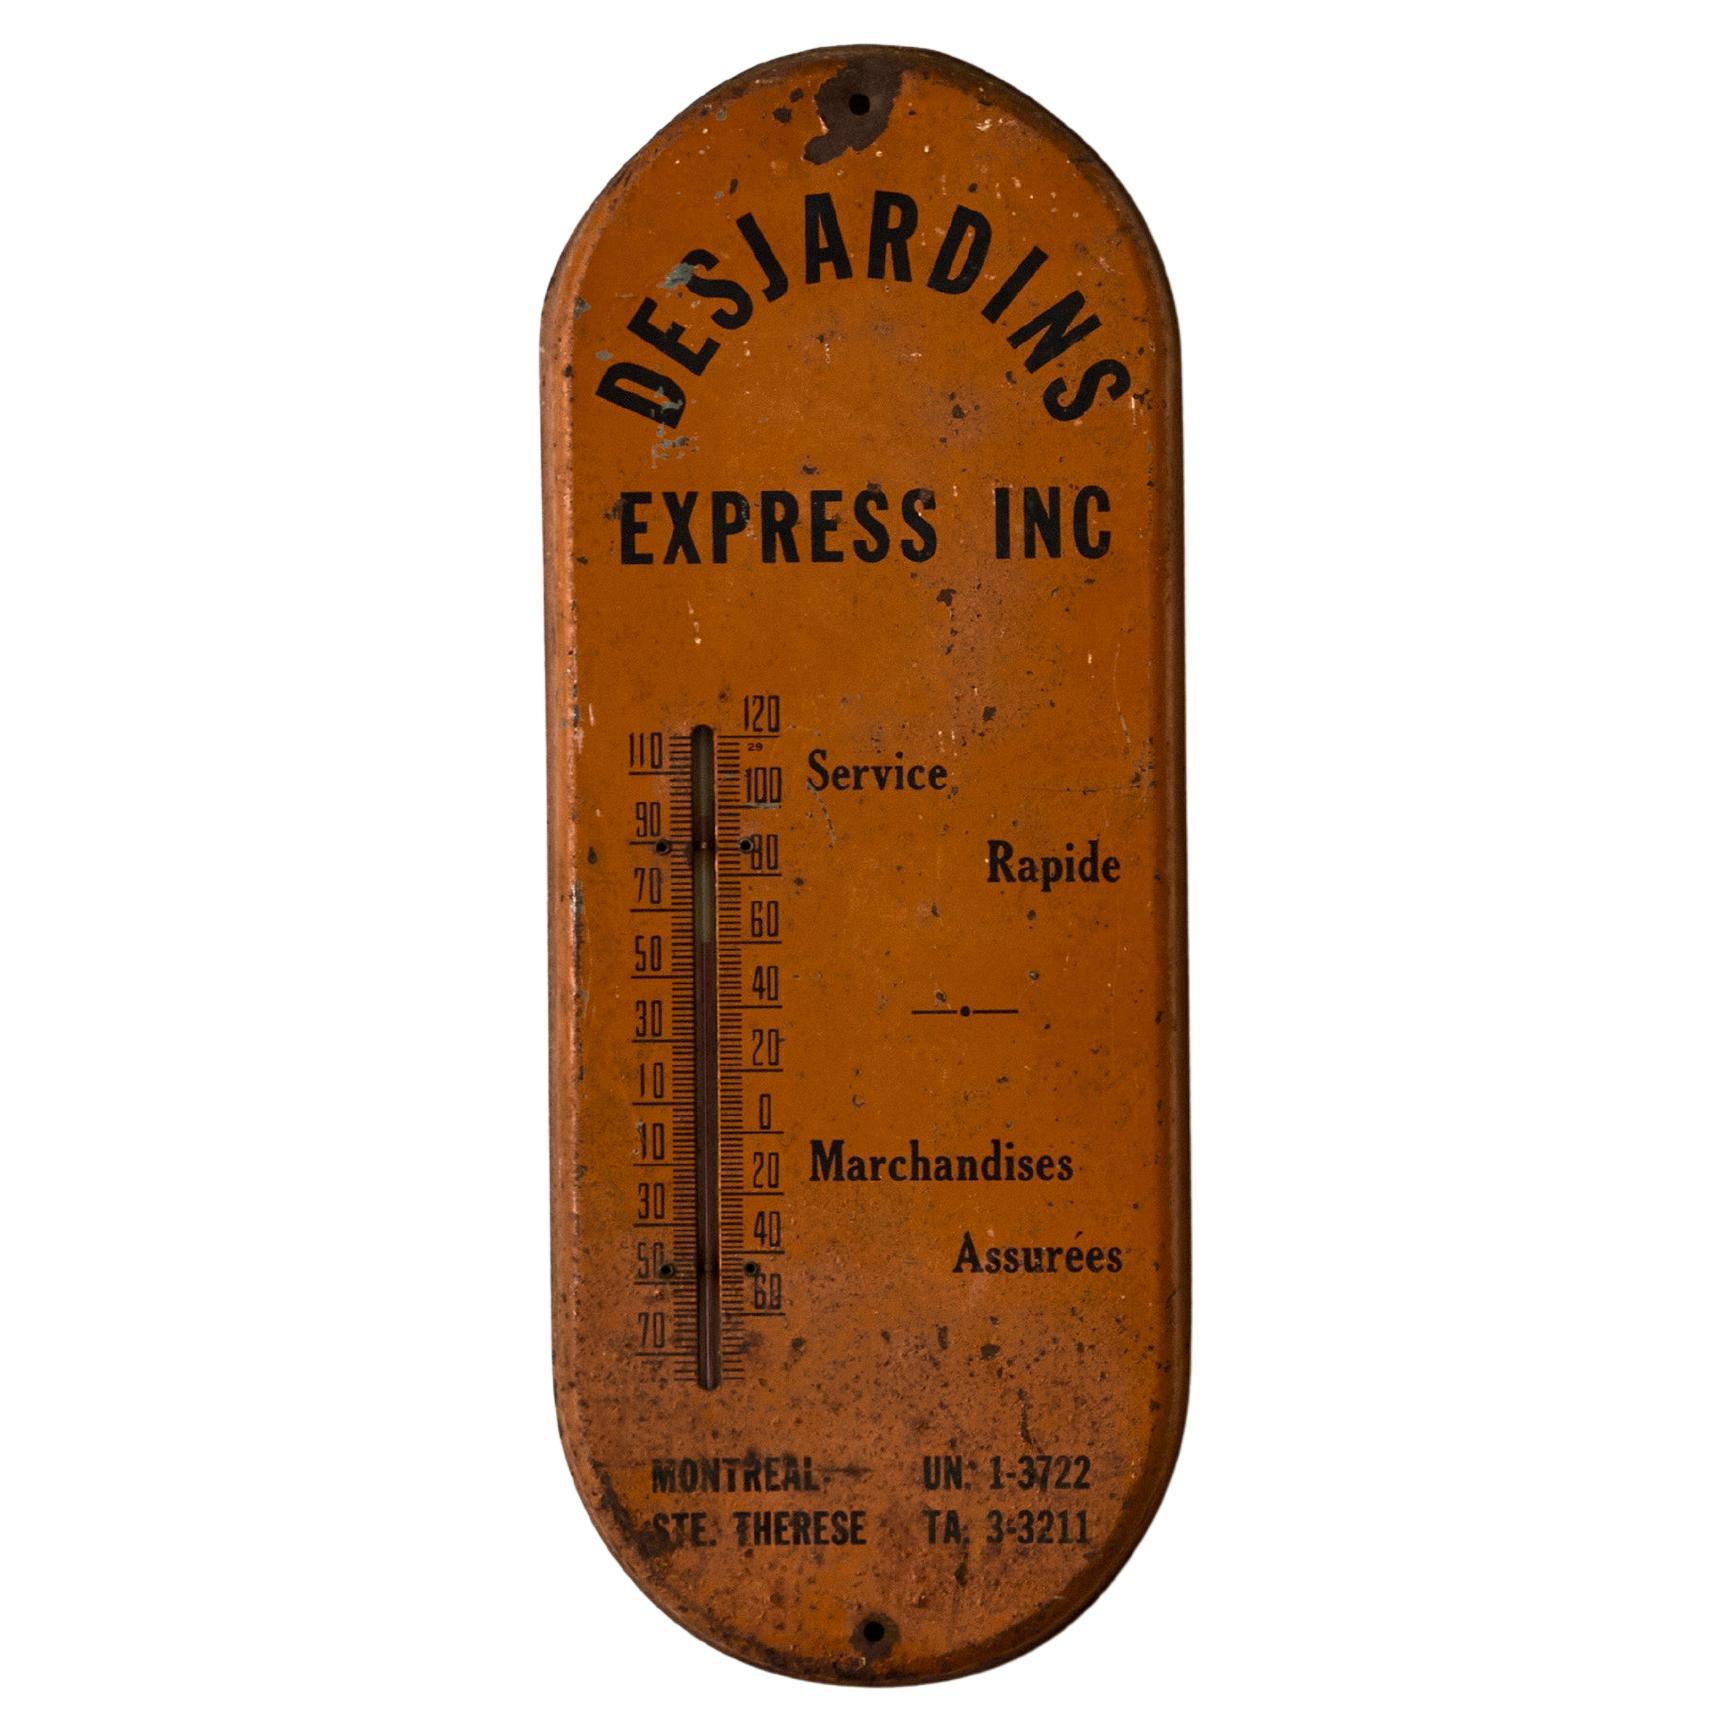 DESJARDINS
EXPRESS INC
120
110
29
100
90
80
70
60
50
40
30
20
10
0
10
20
30
40
50
60
70
Service
Rapide
Marchandises
Assurées
MONTREAL. UN. 1-3722
STE. THERESE TA. 3-3211